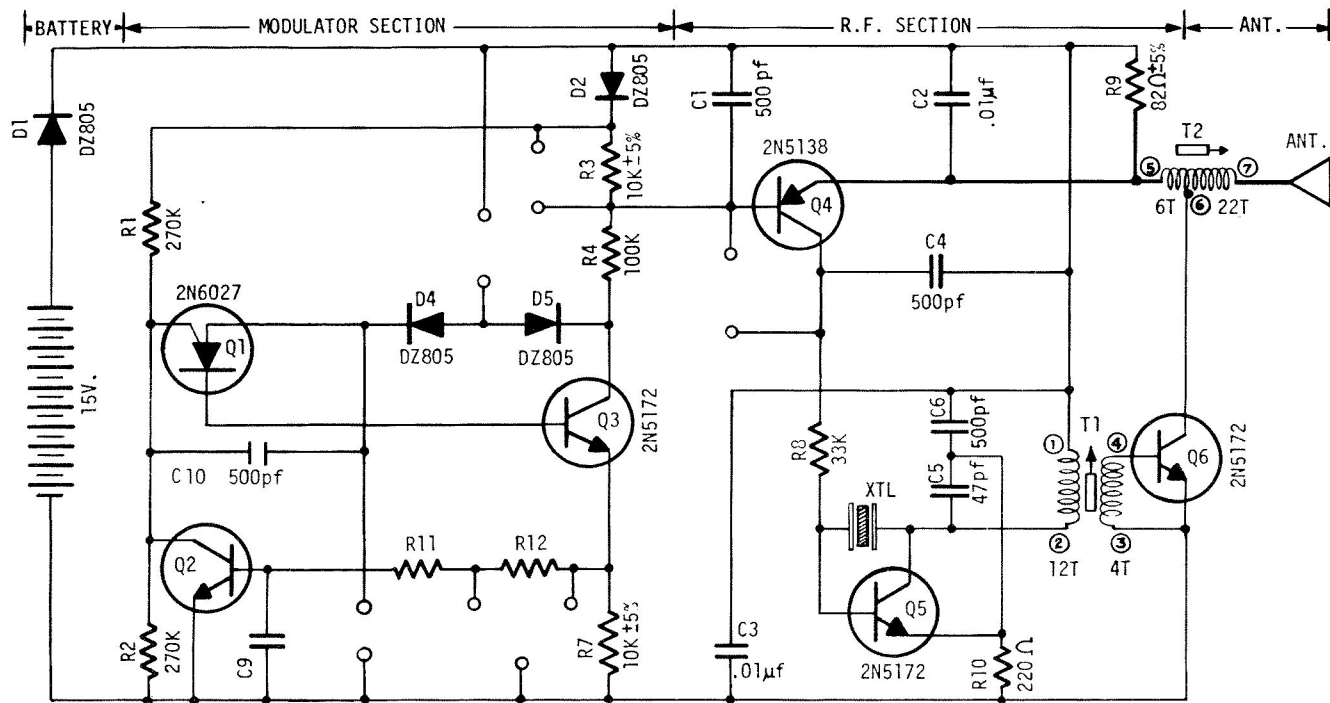 BATTERY MODULATOR SECTION R.F. SECTION ANT.
D1
DZ805
D2
DZ805
C1
500pf
C2
.01µf
R9
82Ω±5%
T2
ANT.
2N5138
R3
10K±5%
Q4
⑤ ⑦
6T ⑥ 22T
R1
270K
R4
100K
C4
500pf
2N6027
Q1
D4
DZ805
D5
DZ805
15V.
Q3
2N5172
C10 500pf
R8
33K
C6
500pf
C5
47pf
XTL
① T1 ④
Q6
2N5172
② ③
12T 4T
Q2
R11 R12
R2
270K
C9
R7
10K±5%
C3
.01µf
Q5
2N5172
R10
220Ω